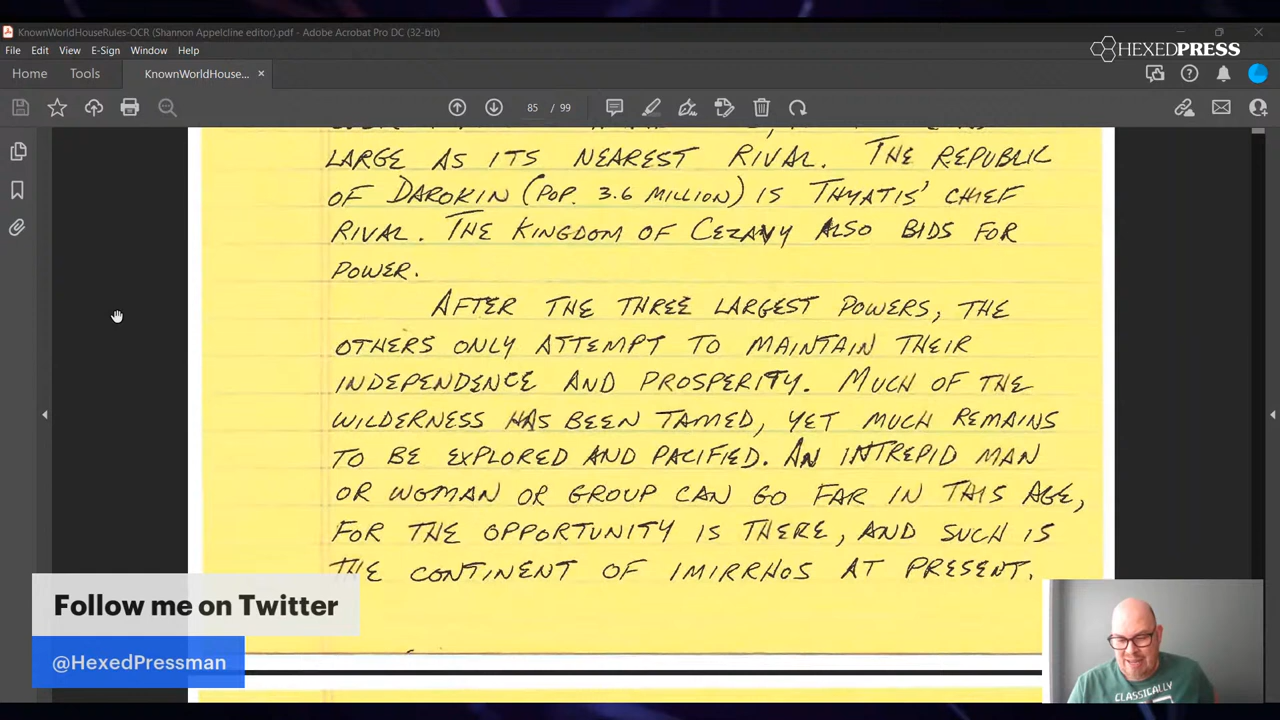 KnownWorldHouseRules-OCR (Shannon Appelcline editor).pdf - Adobe Acrobat Pro DC (32-bit)
File Edit View E-Sign Window Help
HEXEDPRESS
Home Tools KnownWorldHouse... ×
85 / 99
LARGE AS ITS NEAREST RIVAL. THE REPUBLIC
OF DAROKIN (POP. 3.6 MILLION) IS THYATIS' CHIEF
RIVAL. THE KINGDOM OF CEZANY ALSO BIDS FOR
POWER.
AFTER THE THREE LARGEST POWERS, THE
OTHERS ONLY ATTEMPT TO MAINTAIN THEIR
INDEPENDENCE AND PROSPERITY. MUCH OF THE
WILDERNESS HAS BEEN TAMED, YET MUCH REMAINS
TO BE EXPLORED AND PACIFIED. AN INTREPID MAN
OR WOMAN OR GROUP CAN GO FAR IN THIS AGE,
FOR THE OPPORTUNITY IS THERE, AND SUCH IS
THE CONTINENT OF IMIRRHOS AT PRESENT.
Follow me on Twitter
@HexedPressman
CLASSICALLY